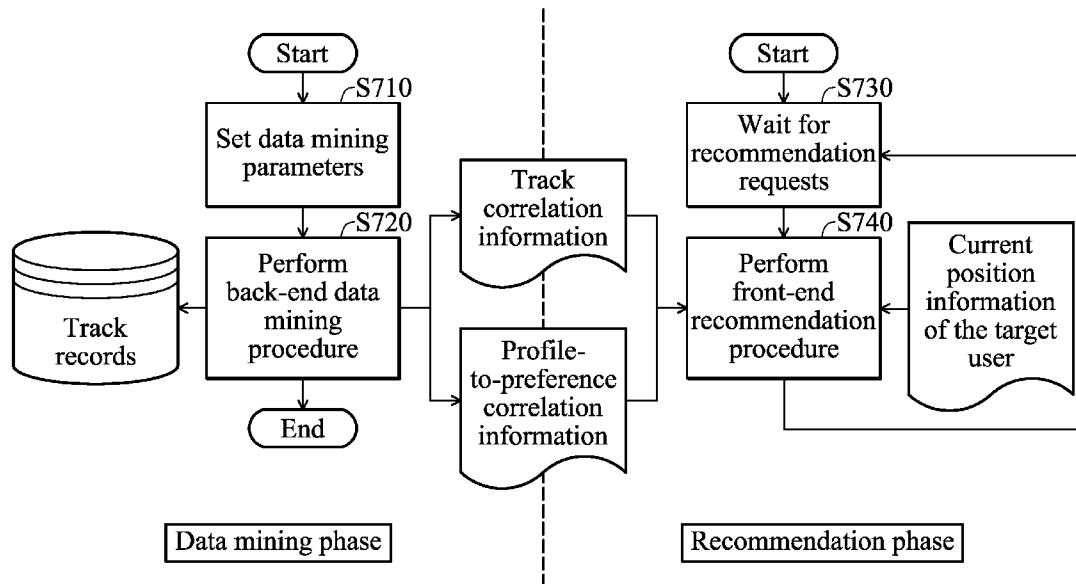 Start
S710
Set data mining
parameters
S720
Perform
back-end data
mining
procedure
Track
records
End
Track
correlation
information
Profile-
to-preference
correlation
information
Data mining phase
Start
S730
Wait for
recommendation
requests
S740
Perform
front-end
recommendation
procedure
Current
position
information
of the target
user
Recommendation phase